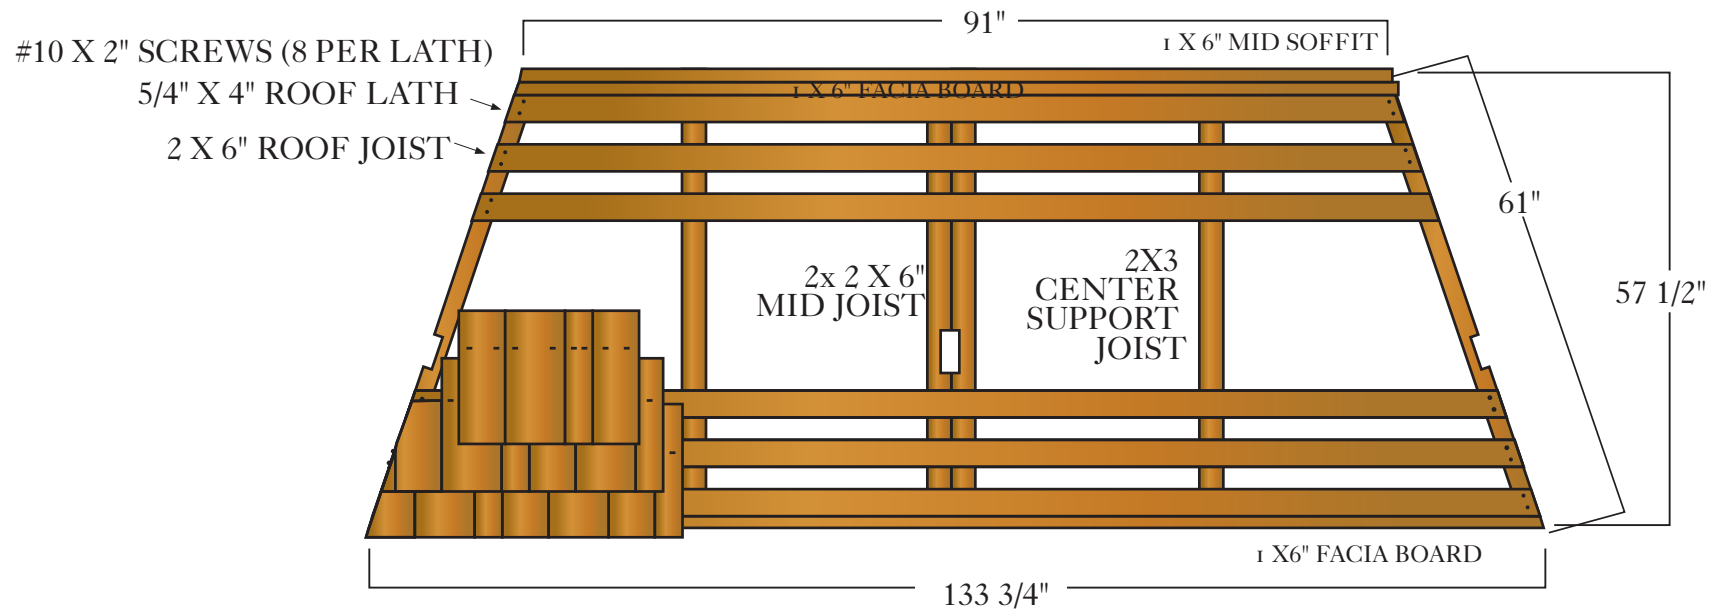 91"
1 X 6" MID SOFFIT
#10 X 2" SCREWS (8 PER LATH)
5/4" X 4" ROOF LATH
1 X 6" FACIA BOARD
2 X 6" ROOF JOIST
61"
2x 2 X 6"
MID JOIST
2X3
CENTER
SUPPORT
JOIST
57 1/2"
1 X6" FACIA BOARD
133 3/4"